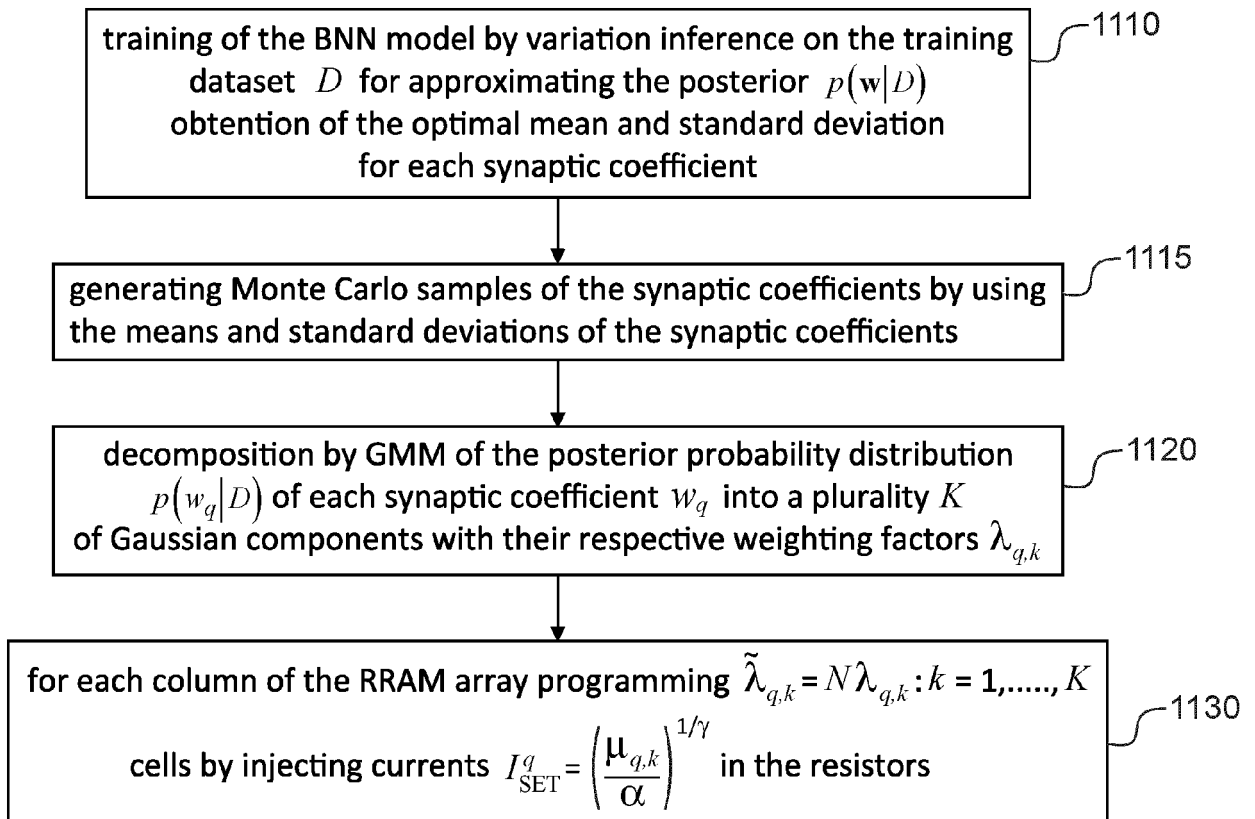 training of the BNN model by variation inference on the training
dataset D for approximating the posterior p(w|D)
obtention of the optimal mean and standard deviation
for each synaptic coefficient
1110
generating Monte Carlo samples of the synaptic coefficients by using
the means and standard deviations of the synaptic coefficients
1115
decomposition by GMM of the posterior probability distribution
p(w_q|D) of each synaptic coefficient w_q into a plurality K
of Gaussian components with their respective weighting factors λ_{q,k}
1120
for each column of the RRAM array programming λ̃_{q,k} = Nλ_{q,k} : k = 1,....., K
cells by injecting currents I_{SET}^q = (μ_{q,k}/α)^{1/γ} in the resistors
1130